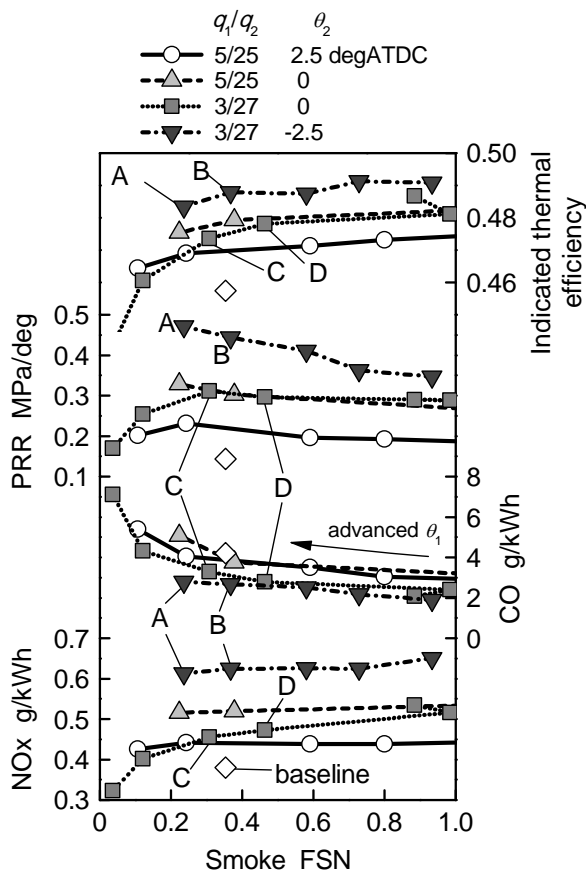 q1/q2 θ2
5/25 2.5 degATDC
5/25 0
3/27 0
3/27 -2.5
A B
0.50
0.48
0.46
Indicated thermal
efficiency
C D
0.5
0.4
0.3
0.2
0.1
PRR MPa/deg
A
B
C D
advanced θ1
8
6
4
2
0
CO g/kWh
A B
0.7
0.6
0.5
0.4
0.3
NOx g/kWh
D
C
baseline
0 0.2 0.4 0.6 0.8 1.0
Smoke FSN